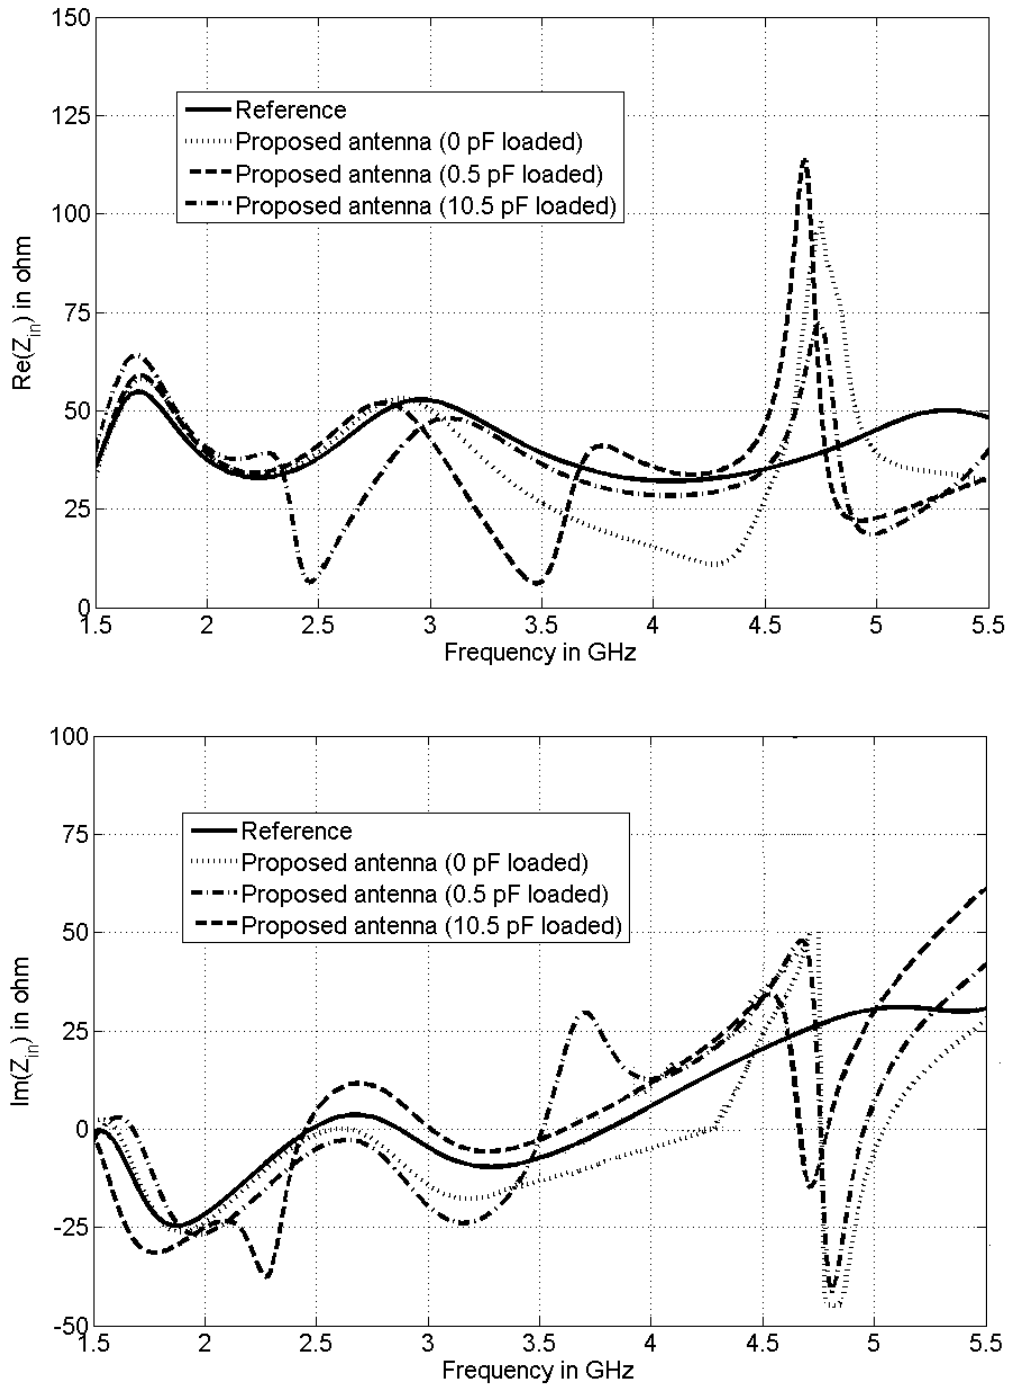 150
125
100
75
50
25
0
Re(Zin) in ohm
Reference
Proposed antenna (0 pF loaded)
Proposed antenna (0.5 pF loaded)
Proposed antenna (10.5 pF loaded)
1.5 2 2.5 3 3.5 4 4.5 5 5.5
Frequency in GHz
100
75
50
25
0
-25
-50
Im(Zin) in ohm
Reference
Proposed antenna (0 pF loaded)
Proposed antenna (0.5 pF loaded)
Proposed antenna (10.5 pF loaded)
1.5 2 2.5 3 3.5 4 4.5 5 5.5
Frequency in GHz